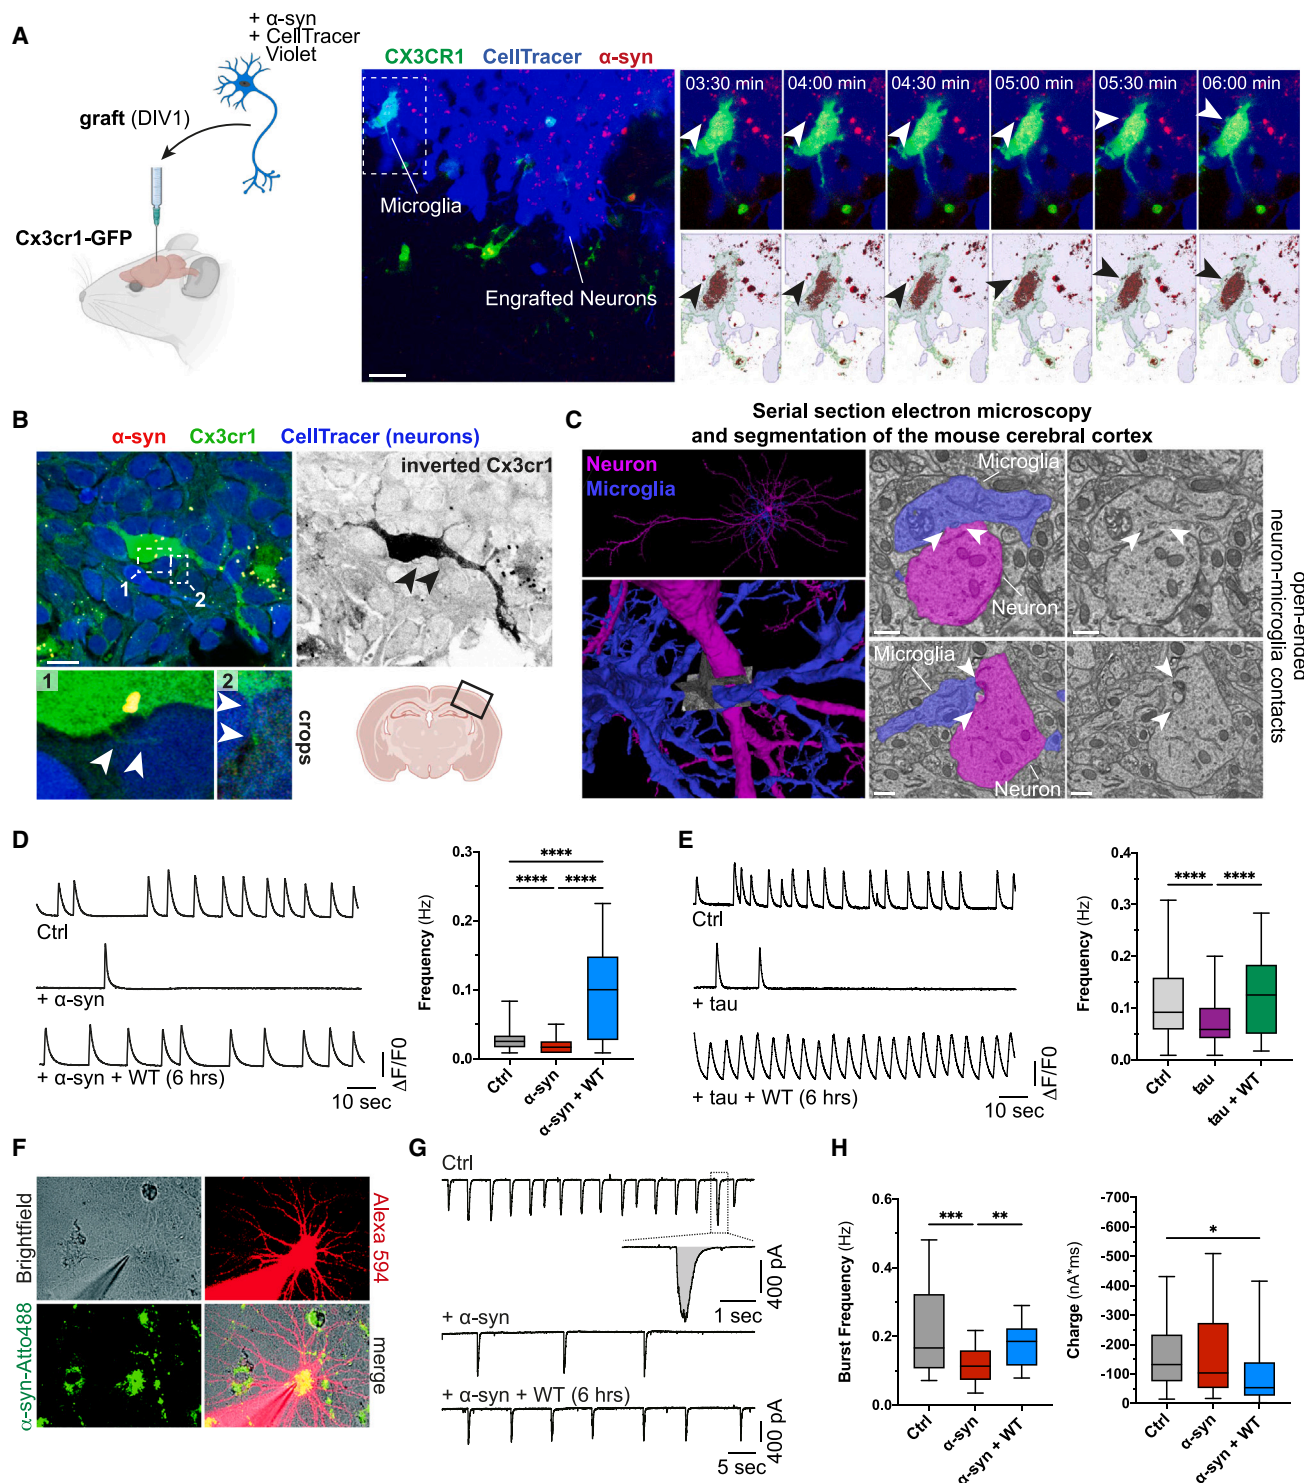 A
+ α-syn
+ CellTracer
Violet
graft (DIV1)
Cx3cr1-GFP
CX3CR1 CellTracer α-syn
Microglia
Engrafted Neurons
03:30 min 04:00 min 04:30 min 05:00 min 05:30 min 06:00 min
B
α-syn Cx3cr1 CellTracer (neurons)
inverted Cx3cr1
1
2
1
2
crops
C
Serial section electron microscopy
and segmentation of the mouse cerebral cortex
Neuron
Microglia
Microglia
Neuron
Microglia
Neuron
open-ended
neuron-microglia contacts
D
Ctrl
+ α-syn
+ α-syn + WT (6 hrs)
10 sec
ΔF/F0
Frequency (Hz)
0.3
0.2
0.1
0.0
****
**** ****
Ctrl
α-syn
α-syn + WT
E
Ctrl
+ tau
+ tau + WT (6 hrs)
10 sec
ΔF/F0
Frequency (Hz)
0.4
0.3
0.2
0.1
0.0
**** ****
Ctrl
tau
tau + WT
F
Brightfield
Alexa 594
α-syn-Atto488
merge
G
Ctrl
400 pA
1 sec
+ α-syn
+ α-syn + WT (6 hrs)
400 pA
5 sec
H
Burst Frequency (Hz)
0.6
0.4
0.2
0.0
*** **
Ctrl
α-syn
α-syn + WT
Charge (nA*ms)
-700
-600
-500
-400
-300
-200
-100
0
*
Ctrl
α-syn
α-syn + WT